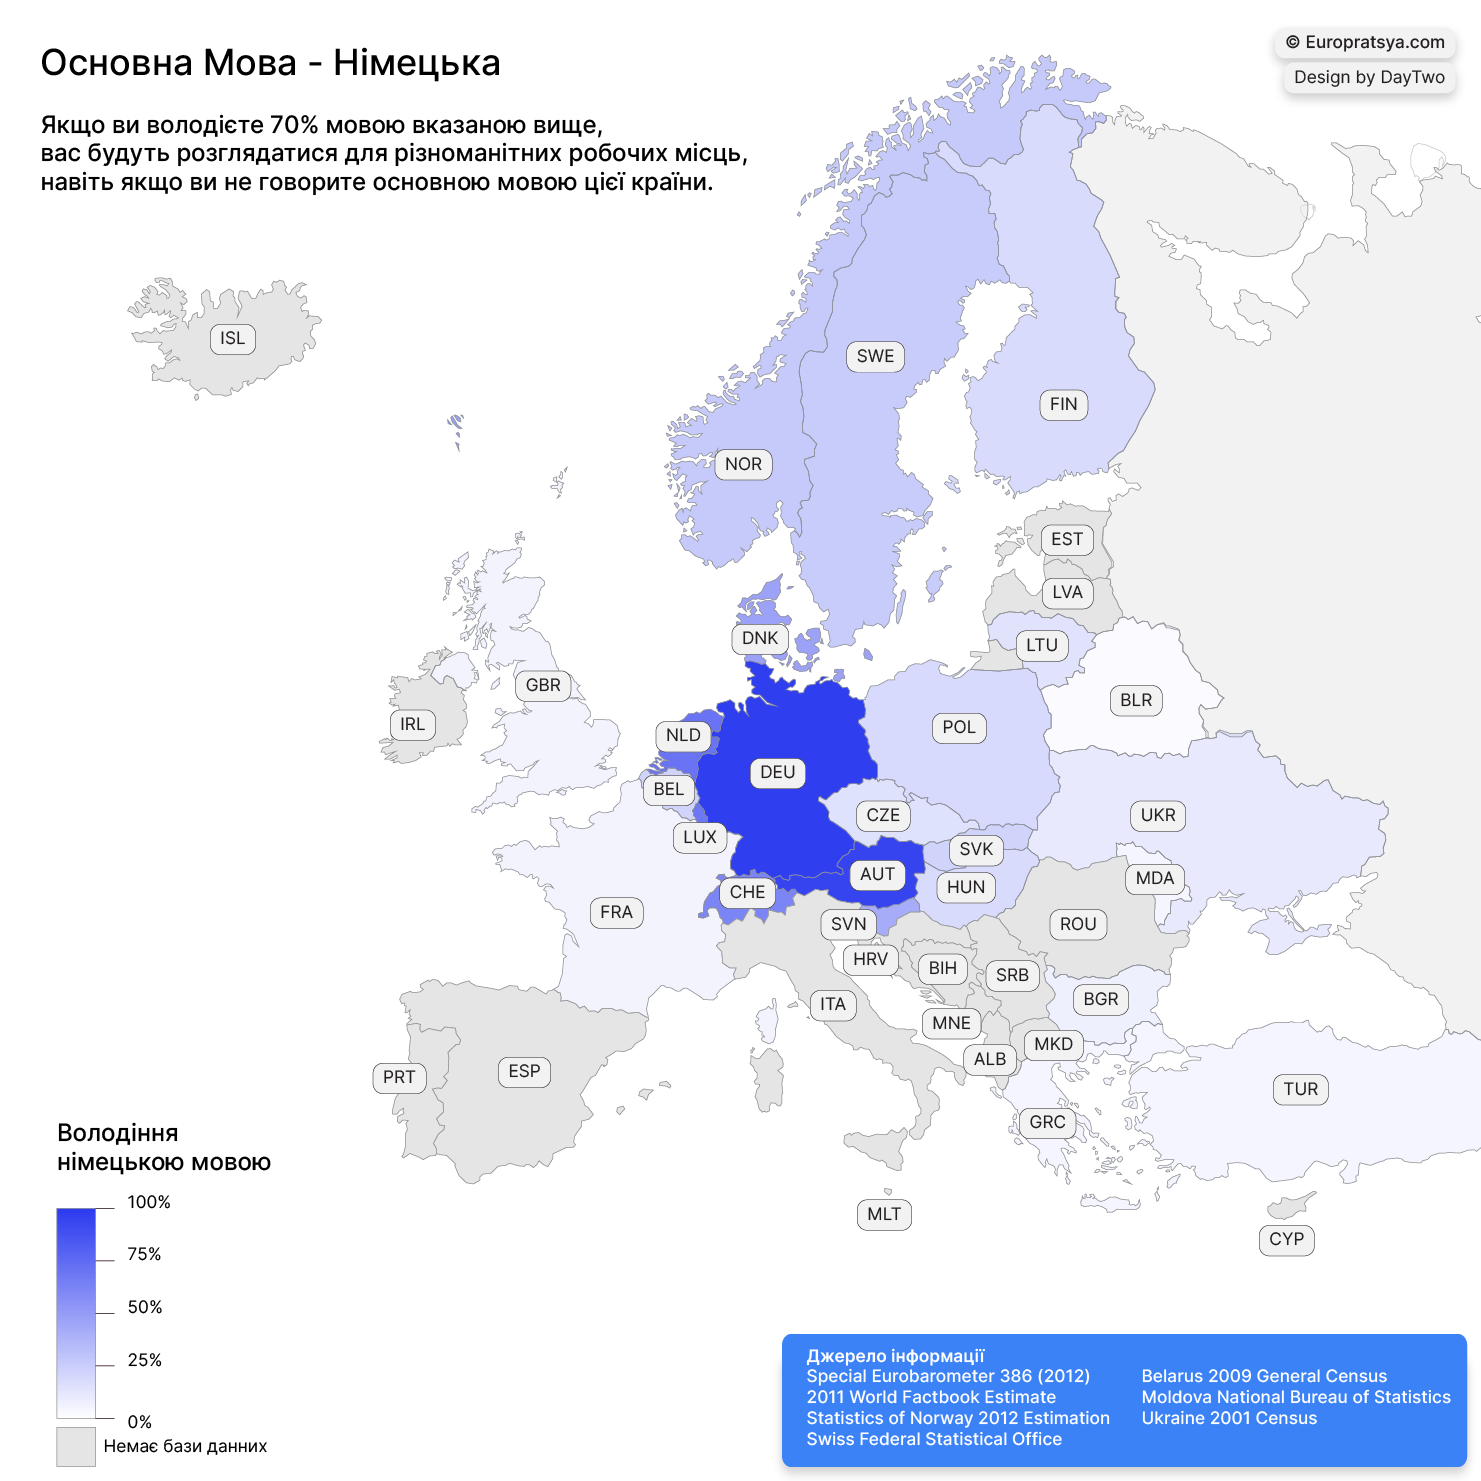 Основна Мова - Німецька
© Europratsya.com
Design by DayTwo
Якщо ви володієте 70% мовою вказаною вище,
вас будуть розглядатися для різноманітних робочих місць,
навіть якщо ви не говорите основною мовою цієї країни.
ISL
SWE
FIN
NOR
EST
LVA
DNK
LTU
GBR
BLR
IRL
NLD
POL
DEU
BEL
CZE
UKR
LUX
SVK
AUT
MDA
HUN
CHE
FRA
SVN
ROU
HRV
BIH
SRB
BGR
ITA
MNE
MKD
ALB
ESP
PRT
TUR
GRC
MLT
CYP
Володіння
німецькою мовою
100%
75%
50%
25%
0%
Немає бази данних
Джерело інформації
Special Eurobarometer 386 (2012)
2011 World Factbook Estimate
Statistics of Norway 2012 Estimation
Swiss Federal Statistical Office
Belarus 2009 General Census
Moldova National Bureau of Statistics
Ukraine 2001 Census